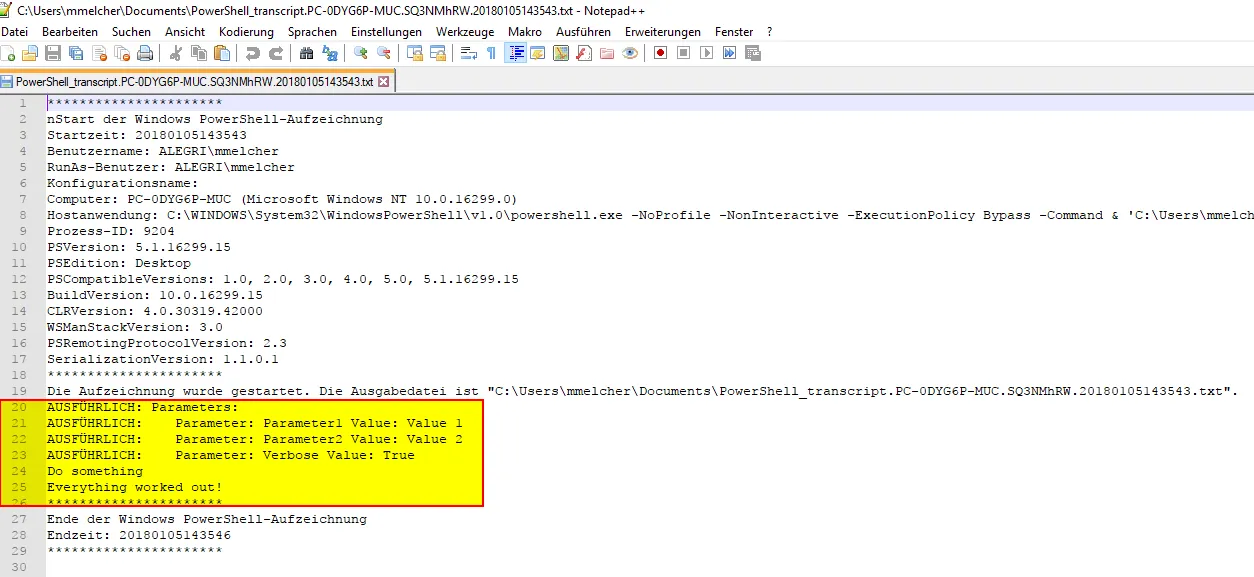 C:\Users\mmelcher\Documents\PowerShell_transcript.PC-0DYG6P-MUC.SQ3NMhRW.20180105143543.txt - Notepad++
Datei Bearbeiten Suchen Ansicht Kodierung Sprachen Einstellungen Werkzeuge Makro Ausführen Erweiterungen Fenster ?
PowerShell_transcript.PC-0DYG6P-MUC.SQ3NMhRW.20180105143543.txt
1 **********************
2 nStart der Windows PowerShell-Aufzeichnung
3 Startzeit: 20180105143543
4 Benutzername: ALEGRI\mmelcher
5 RunAs-Benutzer: ALEGRI\mmelcher
6 Konfigurationsname:
7 Computer: PC-0DYG6P-MUC (Microsoft Windows NT 10.0.16299.0)
8 Hostanwendung: C:\WINDOWS\System32\WindowsPowerShell\v1.0\powershell.exe -NoProfile -NonInteractive -ExecutionPolicy Bypass -Command & 'C:\Users\mmelch
9 Prozess-ID: 9204
10 PSVersion: 5.1.16299.15
11 PSEdition: Desktop
12 PSCompatibleVersions: 1.0, 2.0, 3.0, 4.0, 5.0, 5.1.16299.15
13 BuildVersion: 10.0.16299.15
14 CLRVersion: 4.0.30319.42000
15 WSManStackVersion: 3.0
16 PSRemotingProtocolVersion: 2.3
17 SerializationVersion: 1.1.0.1
18 **********************
19 Die Aufzeichnung wurde gestartet. Die Ausgabedatei ist "C:\Users\mmelcher\Documents\PowerShell_transcript.PC-0DYG6P-MUC.SQ3NMhRW.20180105143543.txt".
20 AUSFÜHRLICH: Parameters:
21 AUSFÜHRLICH:    Parameter: Parameter1 Value: Value 1
22 AUSFÜHRLICH:    Parameter: Parameter2 Value: Value 2
23 AUSFÜHRLICH:    Parameter: Verbose Value: True
24 Do something
25 Everything worked out!
26 **********************
27 Ende der Windows PowerShell-Aufzeichnung
28 Endzeit: 20180105143546
29 **********************
30